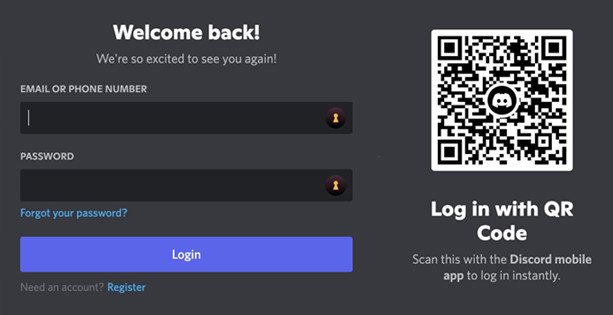 Welcome back!
We're so excited to see you again!
EMAIL OR PHONE NUMBER
PASSWORD
Forgot your password?
Login
Need an account? Register
Log in with QR
Code
Scan this with the Discord mobile
app to log in instantly.